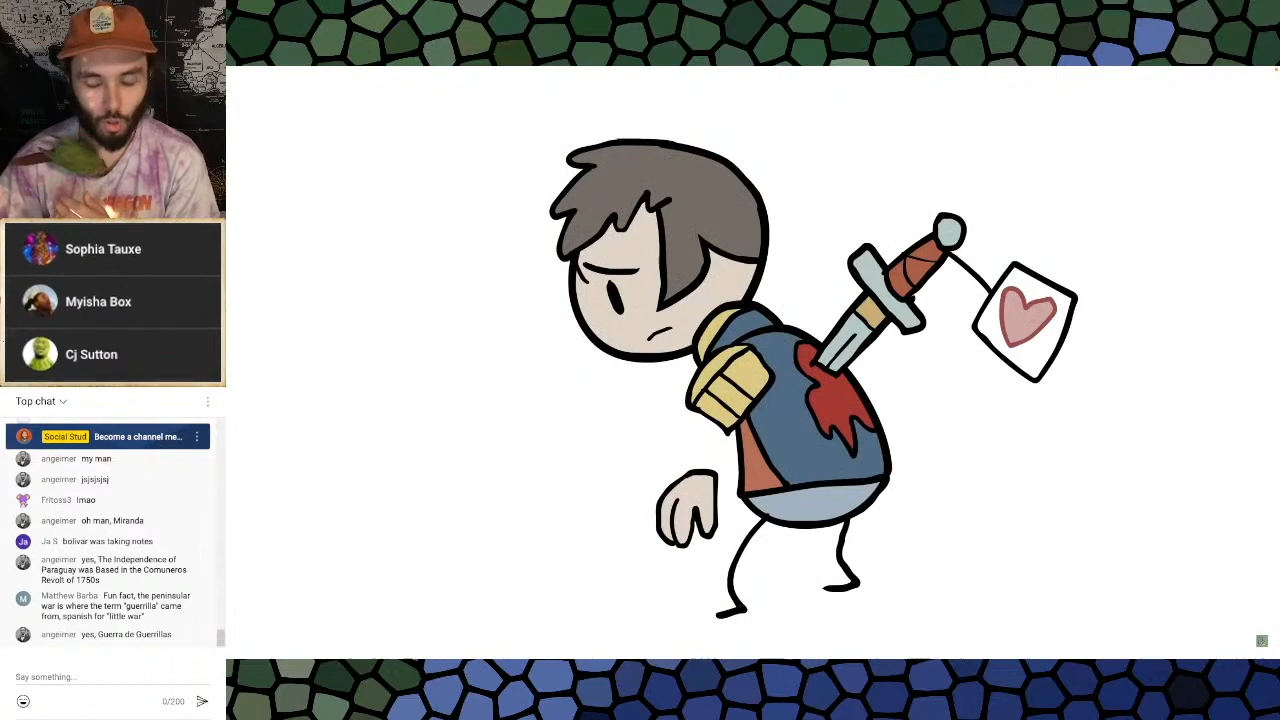 U.S.A.
Sophia Tauxe
Myisha Box
Cj Sutton
Top chat
Social Stud Become a channel me...
angeimer my man
angeimer jsjsjsjsj
Fritoss3 lmao
angeimer oh man, Miranda
Ja Ja S bolivar was taking notes
angeimer yes, The Independence of
Paraguay was Based in the Comuneros
Revolt of 1750s
M Matthew Barba Fun fact, the peninsular
war is where the term "guerrilla" came
from, spanish for "little war"
angeimer yes, Guerra de Guerrillas
Say something...
0/200